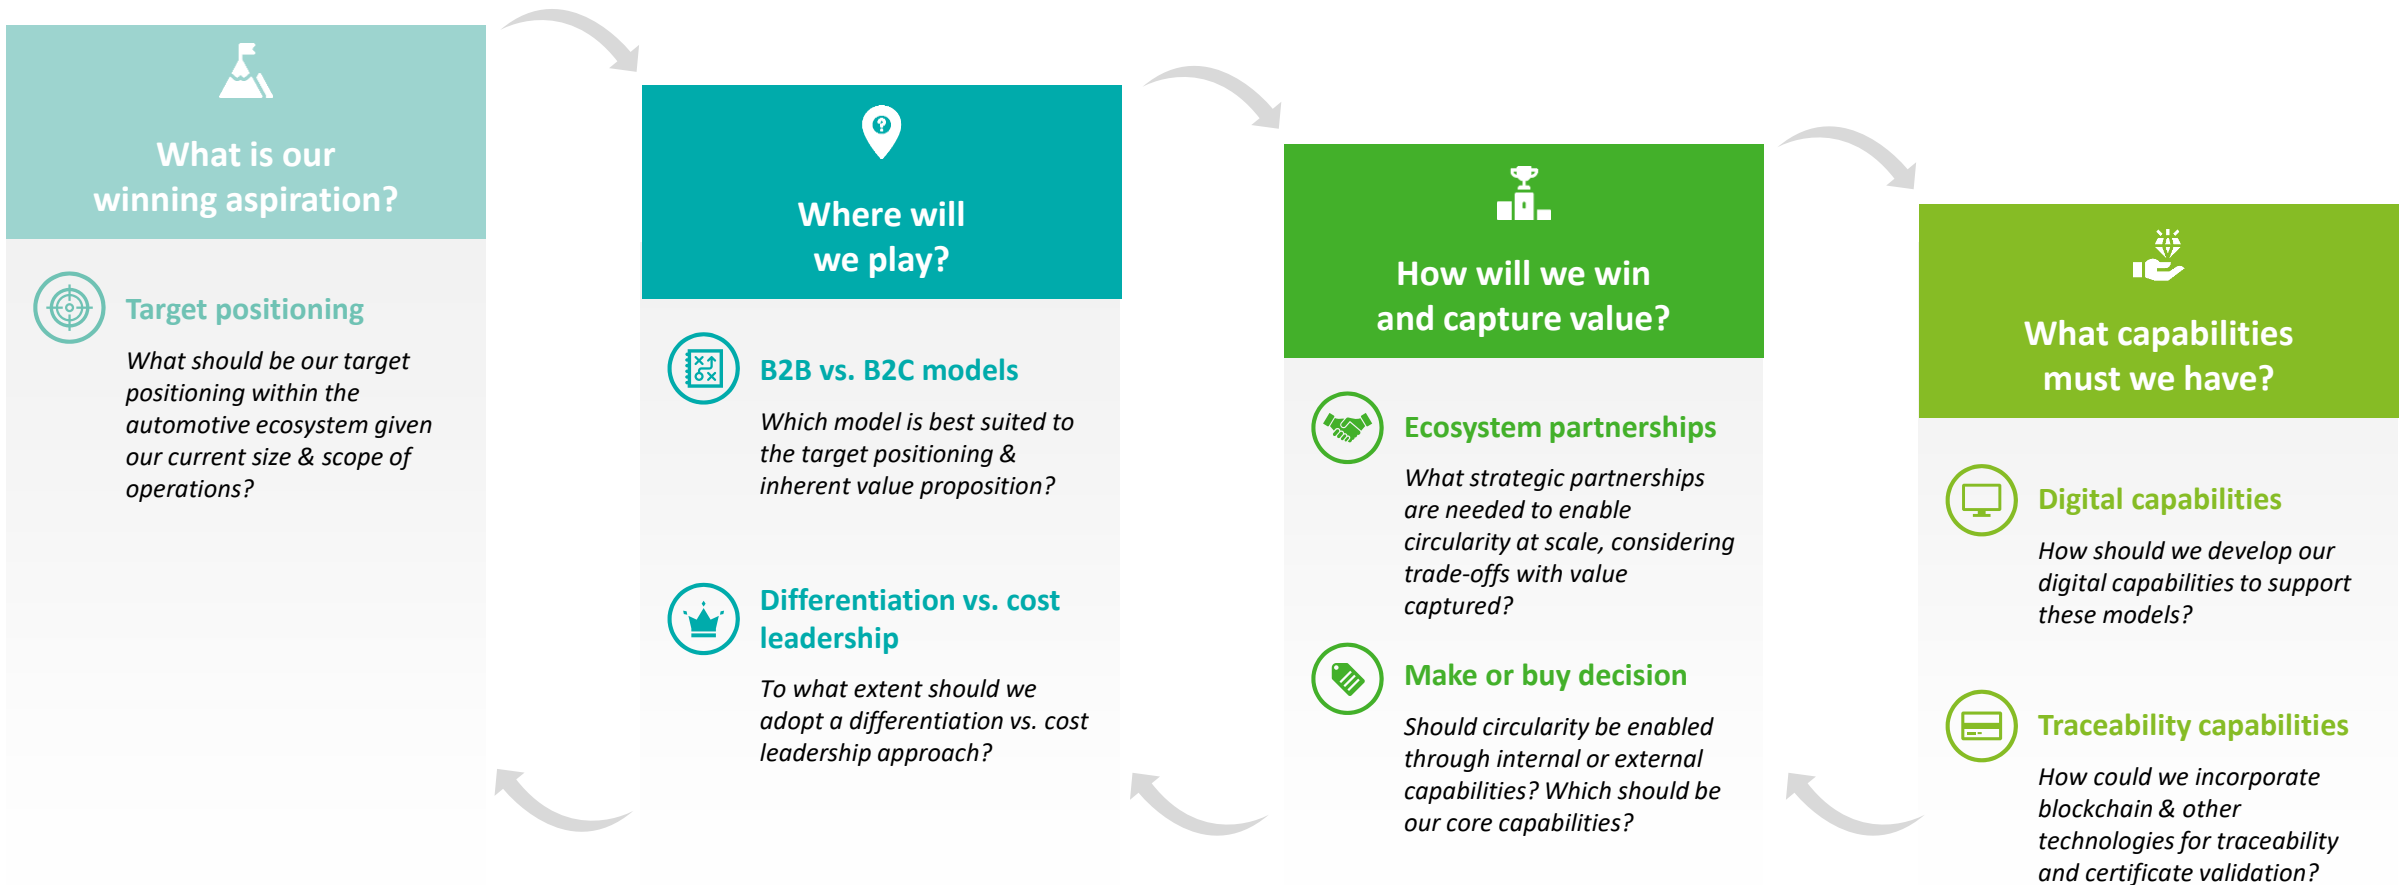 What is our
winning aspiration?
Target positioning
What should be our target
positioning within the
automotive ecosystem given
our current size & scope of
operations?
Where will
we play?
B2B vs. B2C models
Which model is best suited to
the target positioning &
inherent value proposition?
Differentiation vs. cost
leadership
To what extent should we
adopt a differentiation vs. cost
leadership approach?
How will we win
and capture value?
Ecosystem partnerships
What strategic partnerships
are needed to enable
circularity at scale, considering
trade-offs with value
captured?
Make or buy decision
Should circularity be enabled
through internal or external
capabilities? Which should be
our core capabilities?
What capabilities
must we have?
Digital capabilities
How should we develop our
digital capabilities to support
these models?
Traceability capabilities
How could we incorporate
blockchain & other
technologies for traceability
and certificate validation?